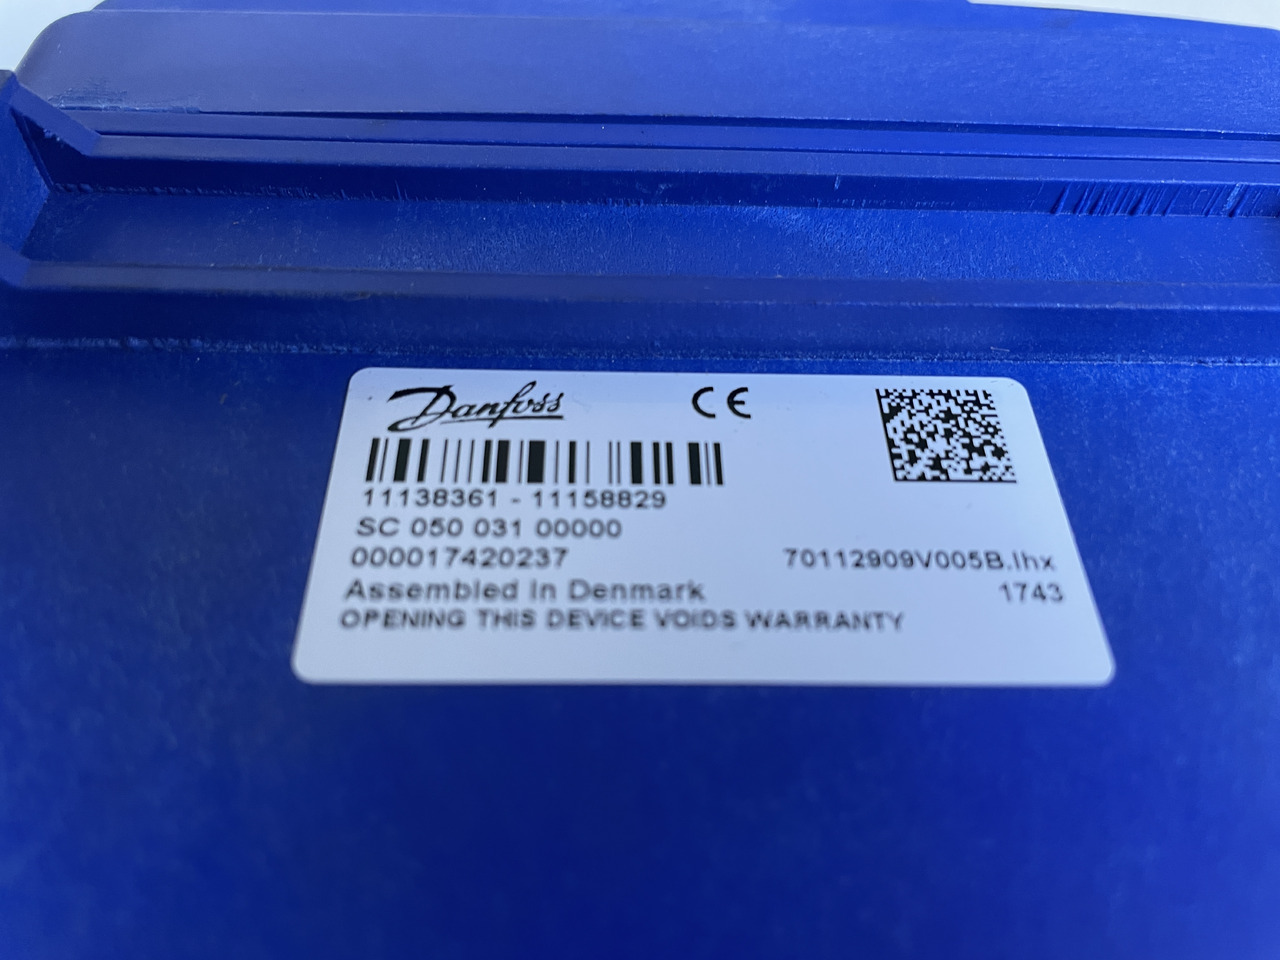 Danfoss CE
11138361 - 11158829
SC 050 031 00000
000017420237 70112909V005B.lhx
Assembled in Denmark 1743
OPENING THIS DEVICE VOIDS WARRANTY